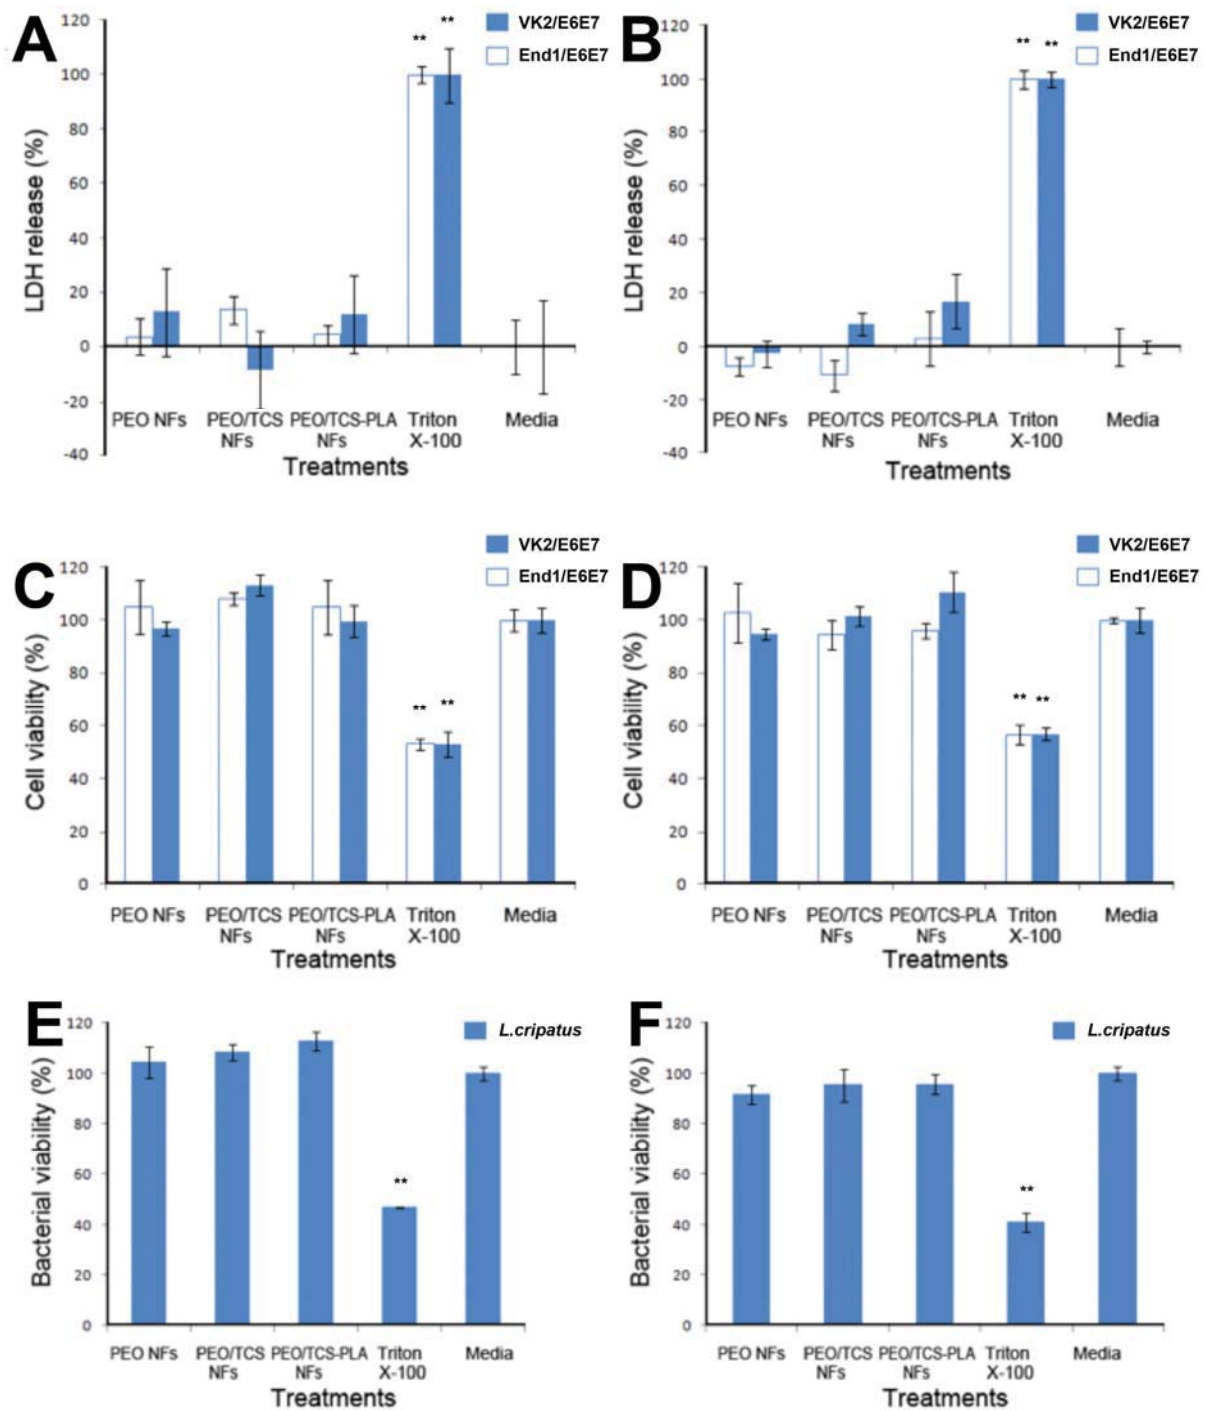 A
120
100
80
60
40
20
0
-20
-40
LDH release (%)
** **
VK2/E6E7
End1/E6E7
PEO NFs PEO/TCS NFs PEO/TCS-PLA NFs Triton X-100 Media
Treatments
B
120
100
80
60
40
20
0
-20
-40
LDH release (%)
** **
VK2/E6E7
End1/E6E7
PEO NFs PEO/TCS NFs PEO/TCS-PLA NFs Triton X-100 Media
Treatments
C
120
100
80
60
40
20
0
Cell viability (%)
** **
VK2/E6E7
End1/E6E7
PEO NFs PEO/TCS NFs PEO/TCS-PLA NFs Triton X-100 Media
Treatments
D
120
100
80
60
40
20
0
Cell viability (%)
** **
VK2/E6E7
End1/E6E7
PEO NFs PEO/TCS NFs PEO/TCS-PLA NFs Triton X-100 Media
Treatments
E
120
100
80
60
40
20
0
Bacterial viability (%)
**
L.cripatus
PEO NFs PEO/TCS NFs PEO/TCS-PLA NFs Triton X-100 Media
Treatments
F
120
100
80
60
40
20
0
Bacterial viability (%)
**
L.cripatus
PEO NFs PEO/TCS NFs PEO/TCS-PLA NFs Triton X-100 Media
Treatments